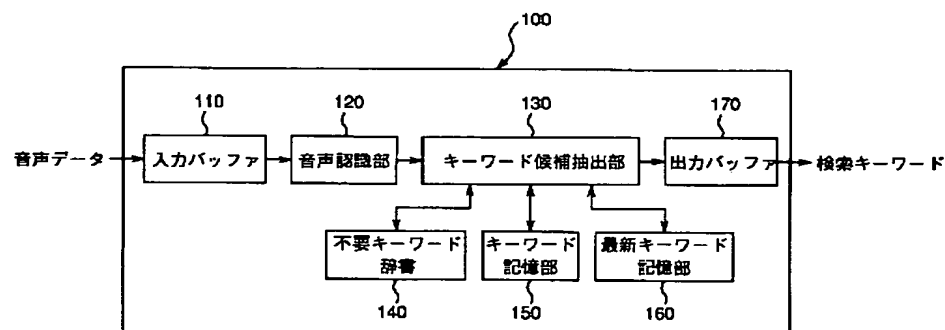 100
110
120
130
170
音声データ
入力バッファ
音声認識部
キーワード候補抽出部
出力バッファ
検索キーワード
不要キーワード
辞書
キーワード
記憶部
最新キーワード
記憶部
140
150
160